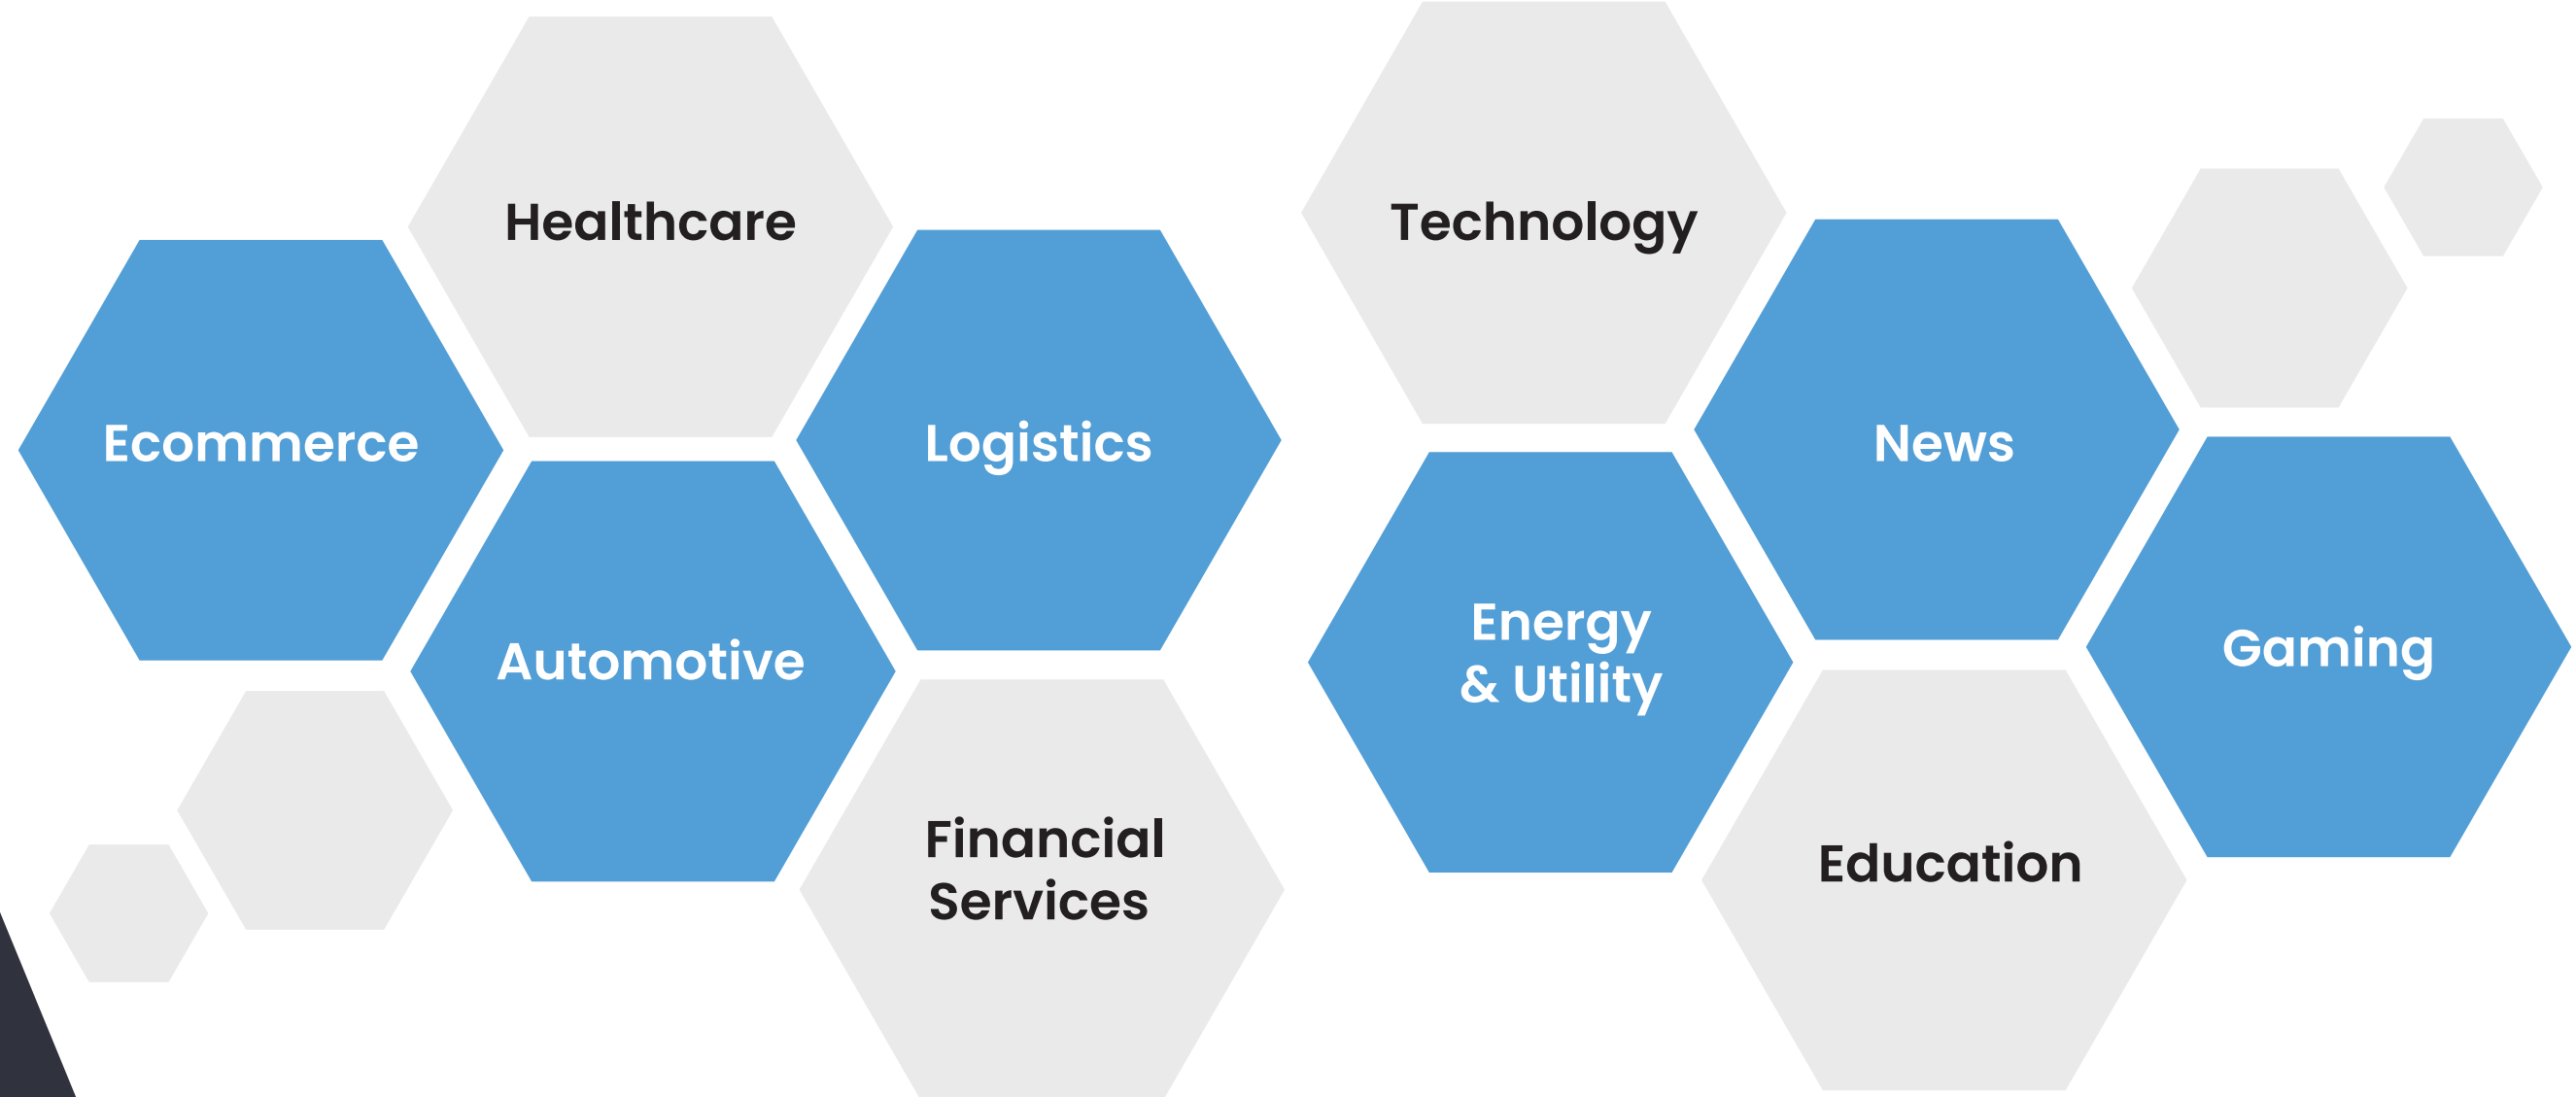 Healthcare
Technology
Ecommerce
Logistics
News
Automotive
Energy
& Utility
Gaming
Financial
Services
Education